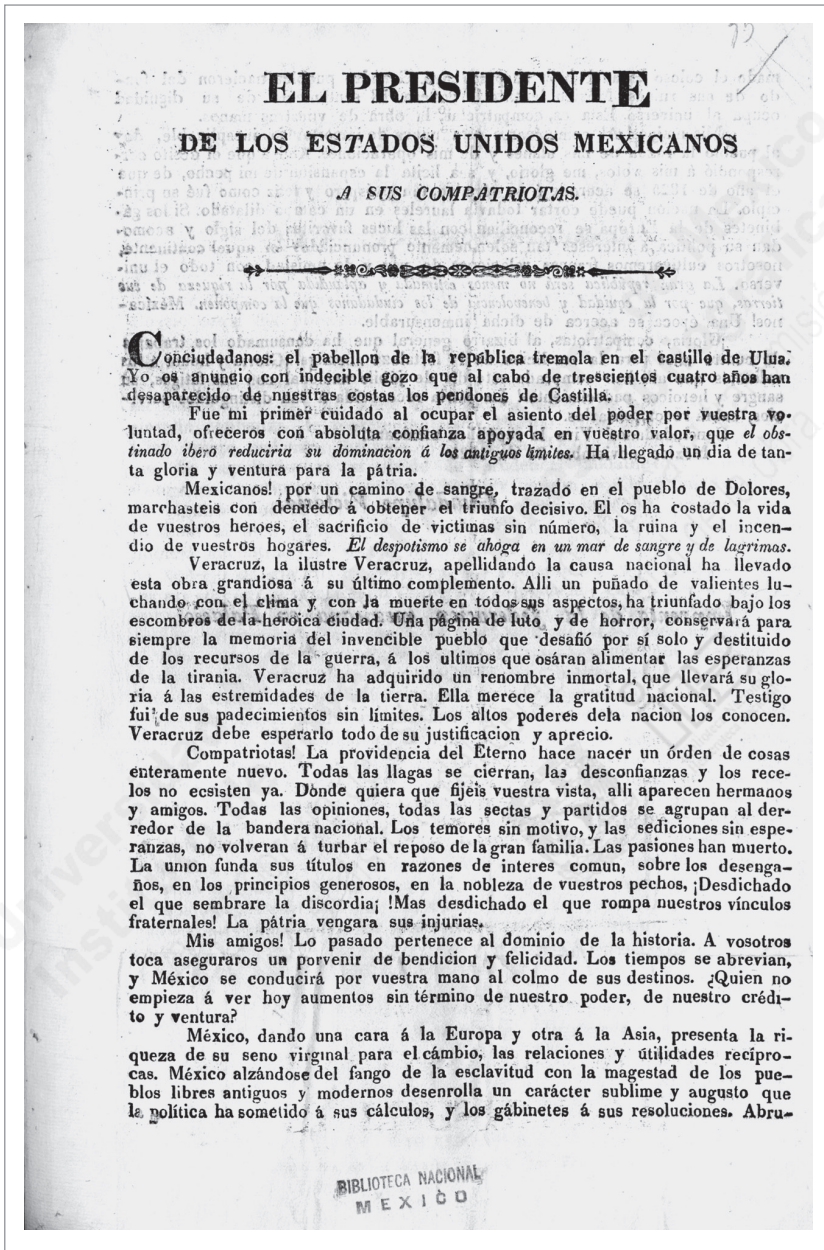 EL PRESIDENTE
DE LOS ESTADOS UNIDOS MEXICANOS
A SUS COMPATRIOTAS.
Conciudadanos: el pabellon de la república tremola en el castillo de Ulua.
Yo os anuncio con indecible gozo que al cabo de trescientos cuatro años han
desaparecido de nuestras costas los pendones de Castilla.
Fue mi primer cuidado al ocupar el asiento del poder por vuestra vo-
luntad, ofreceros con absoluta confianza apoyada en vuestro valor, que el obs-
tinado ibero reduciria su dominacion á los antiguos limites. Ha llegado un dia de tan-
ta gloria y ventura para la pátria.
Mexicanos! por un camino de sangre, trazado en el pueblo de Dolores,
marchasteis con denuedo á obtener el triunfo decisivo. El os ha costado la vida
de vuestros heroes, el sacrificio de victimas sin número, la ruina y el incen-
dio de vuestros hogares. El despotismo se ahoga en un mar de sangre y de lagrimas.
Veracruz, la ilustre Veracruz, apellidando la causa nacional ha llevado
esta obra grandiosa á su último complemento. Alli un puñado de valientes lu-
chando con el clima y con la muerte en todos sus aspectos, ha triunfado bajo los
escombros de la heroica ciudad. Una página de luto y de horror, conservará para
siempre la memoria del invencible pueblo que desafió por sí solo y destituido
de los recursos de la guerra, á los ultimos que osáran alimentar las esperanzas
de la tirania. Veracruz ha adquirido un renombre inmortal, que llevará su glo-
ria á las estremidades de la tierra. Ella merece la gratitud nacional. Testigo
fui de sus padecimientos sin límites. Los altos poderes dela nacion los conocen.
Veracruz debe esperarlo todo de su justificacion y aprecio.
Compatriotas! La providencia del Eterno hace nacer un órden de cosas
enteramente nuevo. Todas las llagas se cierran, las desconfianzas y los rece-
los no ecsisten ya. Donde quiera que fijeis vuestra vista, alli aparecen hermanos
y amigos. Todas las opiniones, todas las sectas y partidos se agrupan al der-
redor de la bandera nacional. Los temores sin motivo, y las sediciones sin espe-
ranzas, no volveran á turbar el reposo de la gran familia. Las pasiones han muerto.
La union funda sus títulos en razones de interes comun, sobre los desenga-
ños, en los principios generosos, en la nobleza de vuestros pechos, ¡Desdichado
el que sembrare la discordia¡ !Mas desdichado el que rompa nuestros vínculos
fraternales! La pátria vengara sus injurias.
Mis amigos! Lo pasado pertenece al dominio de la historia. A vosotros
toca aseguraros un porvenir de bendicion y felicidad. Los tiempos se abrevian,
y México se conducirá por vuestra mano al colmo de sus destinos. ¿Quien no
empieza á ver hoy aumentos sin término de nuestro poder, de nuestro crédi-
to y ventura?
México, dando una cara á la Europa y otra á la Asia, presenta la ri-
queza de su seno virginal para el cámbio, las relaciones y útilidades recípro-
cas. México alzándose del fango de la esclavitud con la magestad de los pue-
blos libres antiguos y modernos desenrolla un carácter sublime y augusto que
la política ha sometido á sus cálculos, y los gábinetes á sus resoluciones. Abru-
BIBLIOTECA NACIONAL
MEXICO